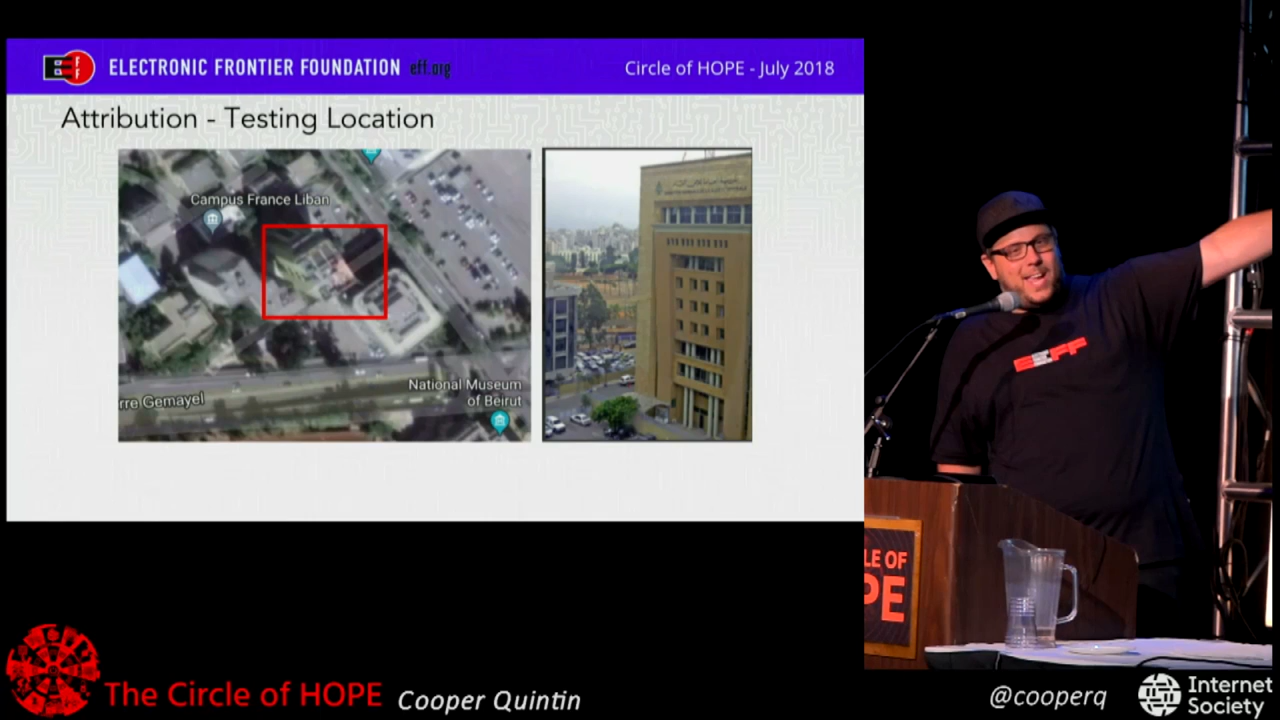 ELECTRONIC FRONTIER FOUNDATION eff.org
Circle of HOPE - July 2018
Attribution - Testing Location
Campus France Liban
National Museum
of Beirut
rre Gemayel
EFF
LE OF
PE
The Circle of HOPE
Cooper Quintin
@cooperq
Internet
Society